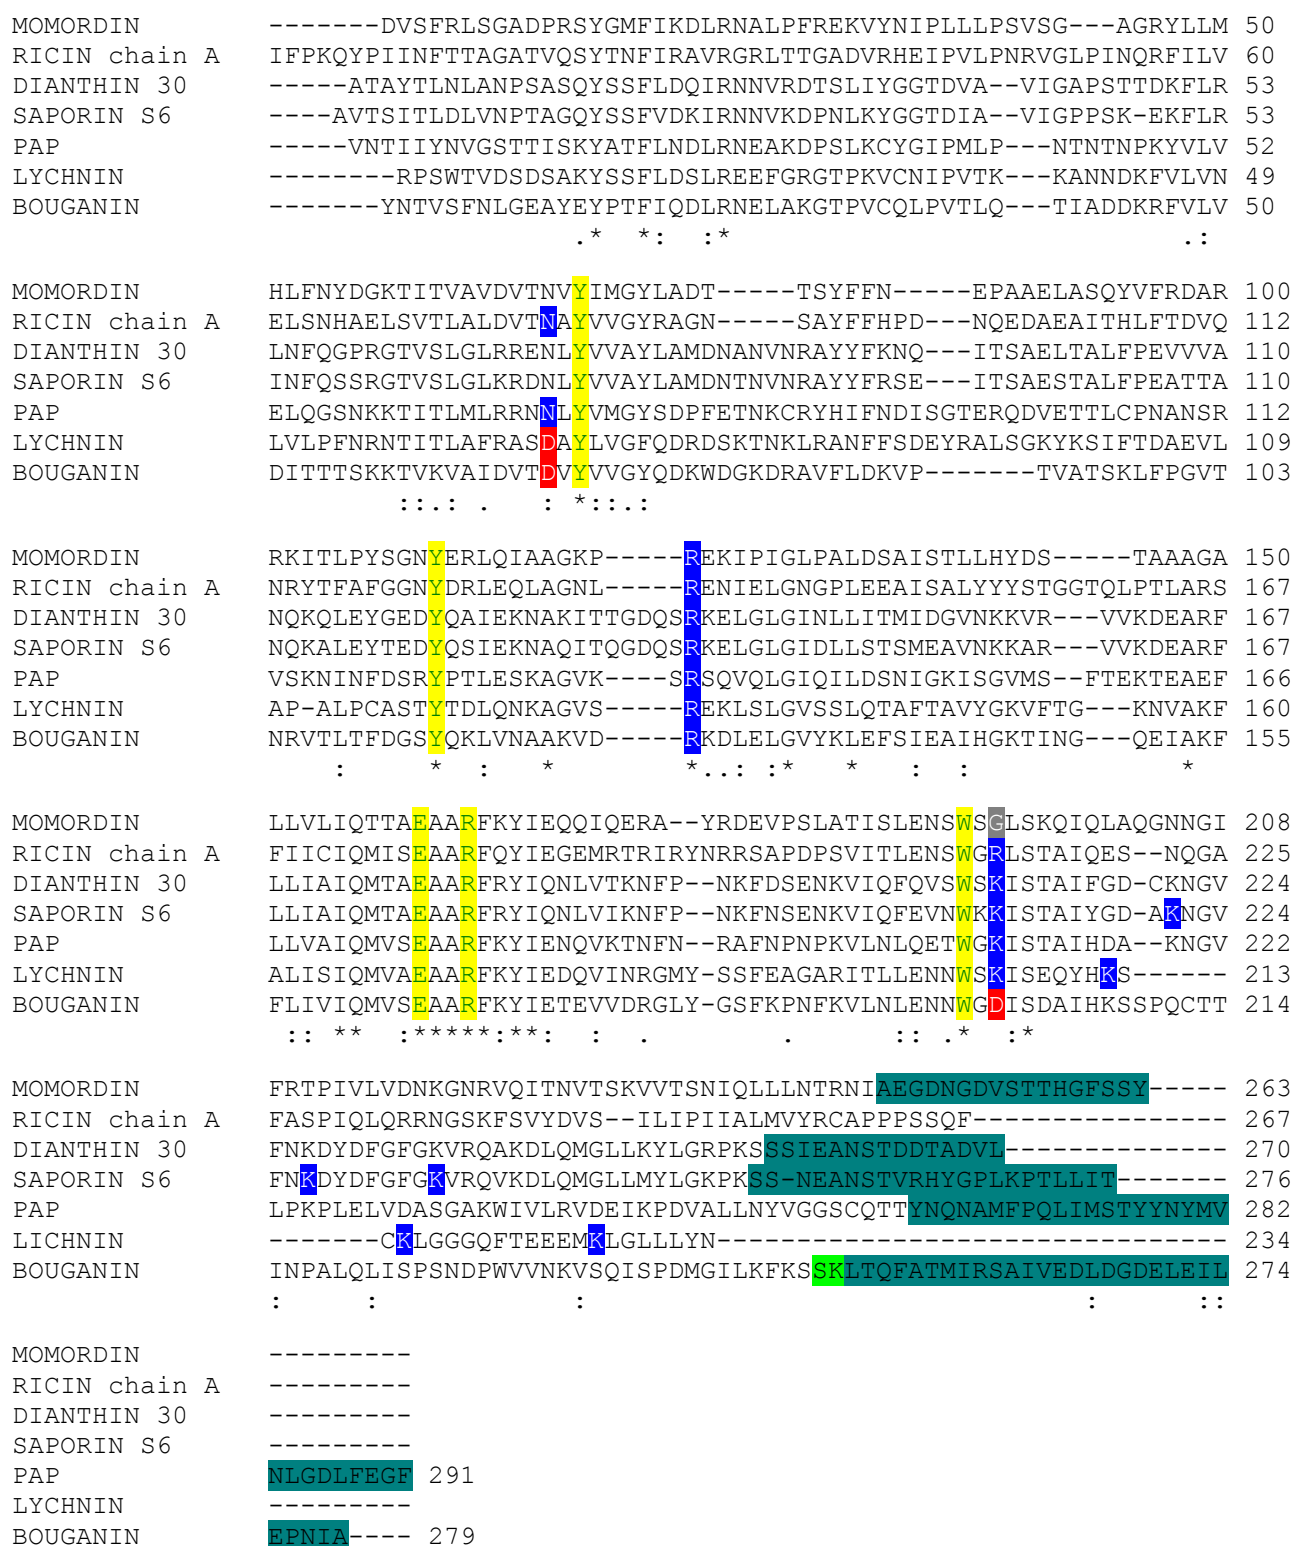 MOMORDIN -------DVSFRLSGADPRSYGMFIKDLRNALPFREKVYNIPLLLPSVSG---AGRYLLM 50
RICIN chain A IFPKQYPIINFTTAGATVQSYTNFIRAVRGRLTTGADVRHEIPVLPNRVGLPINQRFILV 60
DIANTHIN 30 -----ATAYTLNLANPSASQYSSFLDQIRNNVRDTSLIYGGTDVA--VIGAPSTTDKFLR 53
SAPORIN S6 ----AVTSITLDLVNPTAGQYSSFVDKIRNNVKDPNLKYGGTDIA--VIGPPSK-EKFLR 53
PAP -----VNTIIYNVGSTTISKYATFLNDLRNEAKDPSLKCYGIPMLP---NTNTNPKYVLV 52
LYCHNIN --------RPSWTVDSDSAKYSSFLDSLREEFGRGTPKVCNIPVTK---KANNDKFVLVN 49
BOUGANIN -------YNTVSFNLGEAYEYPTFIQDLRNELAKGTPVCQLPVTLQ---TIADDKRFVLV 50
.* *: :* .:
MOMORDIN HLFNYDGKTITVAVDVTNVYIMGYLADT-----TSYFFN-----EPAAELASQYVFRDAR 100
RICIN chain A ELSNHAELSVTLALDVTNAYVVGYRAGN-----SAYFFHPD---NQEDAEAITHLFTDVQ 112
DIANTHIN 30 LNFQGPRGTVSLGLRRENLYVVAYLAMDNANVNRAYYFKNQ---ITSAELTALFPEVVVA 110
SAPORIN S6 INFQSSRGTVSLGLKRDNLYVVAYLAMDNTNVNRAYYFRSE---ITSAESTALFPEATTA 110
PAP ELQGSNKKTITLMLRRNNLYVMGYSDPFETNKCRYHIFNDISGTERQDVETTLCPNANSR 112
LYCHNIN LVLPFNRNTITLAFRASDAYLVGFQDRDSKTNKLRANFFSDEYRALSGKYKSIFTDAEVL 109
BOUGANIN DITTTSKKTVKVAIDVTDVYVVGYQDKWDGKDRAVFLDKVP-------TVATSKLFPGVT 103
::.: . : *::.:
MOMORDIN RKITLPYSGNYERLQIAAGKP-----REKIPIGLPALDSAISTLLHYDS-----TAAAGA 150
RICIN chain A NRYTFAFGGNYDRLEQLAGNL-----RENIELGNGPLEEAISALYYYSTGGTQLPTLARS 167
DIANTHIN 30 NQKQLEYGEDYQAIEKNAKITTGDQSRKELGLGINLLITMIDGVNKKVR---VVKDEARF 167
SAPORIN S6 NQKALEYTEDYQSIEKNAQITQGDQSRKELGLGIDLLSTSMEAVNKKAR---VVKDEARF 167
PAP VSKNINFDSRYPTLESKAGVK----SRSQVQLGIQILDSNIGKISGVMS--FTEKTEAEF 166
LYCHNIN AP-ALPCASTYTDLQNKAGVS-----REKLSLGVSSLQTAFTAVYGKVFTG---KNVAKF 160
BOUGANIN NRVTLTFDGSYQKLVNAAKVD-----RKDLELGVYKLEFSIEAIHGKTING---QEIAKF 155
: * : * *..: :* * : : *
MOMORDIN LLVLIQTTAEAARFKYIEQQIQERA--YRDEVPSLATISLENSWSGLSKQIQLAQGNNGI 208
RICIN chain A FIICIQMISEAARFQYIEGEMRTRIRYNRRSAPDPSVITLENSWGRLSTAIQES--NQGA 225
DIANTHIN 30 LLIAIQMTAEAARFRYIQNLVTKNFP--NKFDSENKVIQFQVSWSKISTAIFGD-CKNGV 224
SAPORIN S6 LLIAIQMTAEAARFRYIQNLVIKNFP--NKFNSENKVIQFEVNWKKISTAIYGD-AKNGV 224
PAP LLVAIQMVSEAARFKYIENQVKTNFN--RAFNPNPKVLNLQETWGKISTAIHDA--KNGV 222
LYCHNIN ALISIQMVAEAARFKYIEDQVINRGMY-SSFEAGARITLLENNWSKISEQYHKS------ 213
BOUGANIN FLIVIQMVSEAARFKYIETEVVDRGLY-GSFKPNFKVLNLENNWGDISDAIHKSSPQCTT 214
:: ** :*****:**: : . . :: .* :*
MOMORDIN FRTPIVLVDNKGNRVQITNVTSKVVTSNIQLLLNTRNIAEGDNGDVSTTHGFSSY----- 263
RICIN chain A FASPIQLQRRNGSKFSVYDVS--ILIPIIALMVYRCAPPPSSQF---------------- 267
DIANTHIN 30 FNKDYDFGFGKVRQAKDLQMGLLKYLGRPKSSSIEANSTDDTADVL-------------- 270
SAPORIN S6 FNKDYDFGFGKVRQVKDLQMGLLMYLGKPKSS-NEANSTVRHYGPLKPTLLIT------- 276
PAP LPKPLELVDASGAKWIVLRVDEIKPDVALLNYVGGSCQTTYNQNAMFPQLIMSTYYNYMV 282
LICHNIN -------CKLGGGQFTEEEMKLGLLLYN-------------------------------- 234
BOUGANIN INPALQLISPSNDPWVVNKVSQISPDMGILKFKSSKLTQFATMIRSAIVEDLDGDELEIL 274
: : : : ::
MOMORDIN ---------
RICIN chain A ---------
DIANTHIN 30 ---------
SAPORIN S6 ---------
PAP NLGDLFEGF 291
LYCHNIN ---------
BOUGANIN EPNIA---- 279